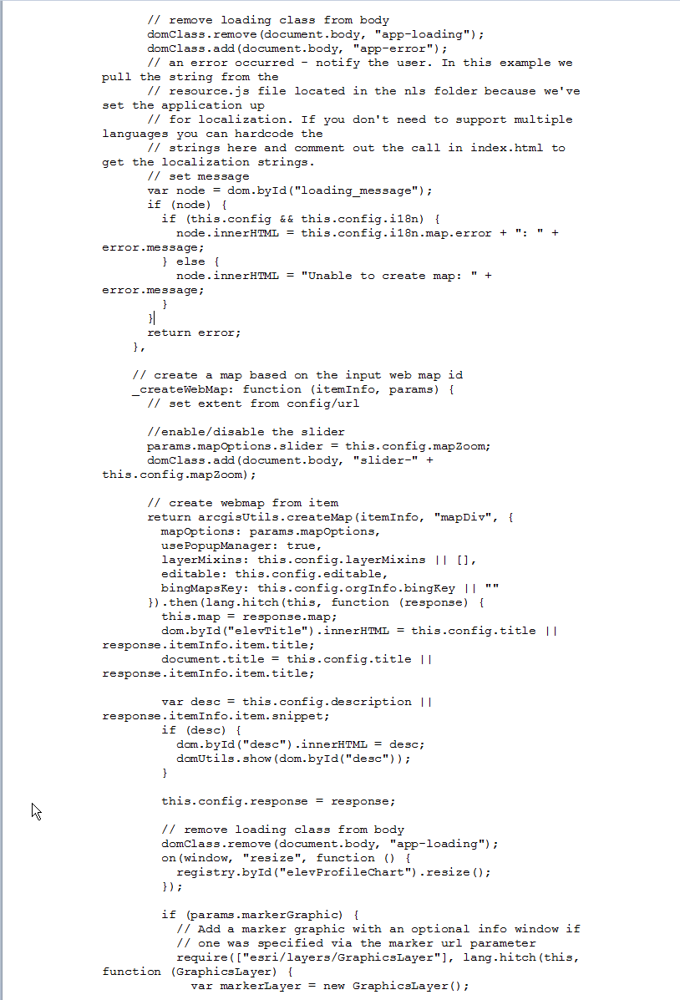 // remove loading class from body
domClass.remove(document.body, "app-loading");
domClass.add(document.body, "app-error");
// an error occurred - notify the user. In this example we
pull the string from the
// resource.js file located in the nls folder because we've
set the application up
// for localization. If you don't need to support multiple
languages you can hardcode the
// strings here and comment out the call in index.html to
get the localization strings.
// set message
var node = dom.byId("loading_message");
if (node) {
if (this.config && this.config.i18n) {
node.innerHTML = this.config.i18n.map.error + ": " +
error.message;
} else {
node.innerHTML = "Unable to create map: " +
error.message;
}
}
return error;
},
// create a map based on the input web map id
_createWebMap: function (itemInfo, params) {
// set extent from config/url
//enable/disable the slider
params.mapOptions.slider = this.config.mapZoom;
domClass.add(document.body, "slider-" +
this.config.mapZoom);
// create webmap from item
return arcgisUtils.createMap(itemInfo, "mapDiv", {
mapOptions: params.mapOptions,
usePopupManager: true,
layerMixins: this.config.layerMixins || [],
editable: this.config.editable,
bingMapsKey: this.config.orgInfo.bingKey || ""
}).then(lang.hitch(this, function (response) {
this.map = response.map;
dom.byId("elevTitle").innerHTML = this.config.title ||
response.itemInfo.item.title;
document.title = this.config.title ||
response.itemInfo.item.title;
var desc = this.config.description ||
response.itemInfo.item.snippet;
if (desc) {
dom.byId("desc").innerHTML = desc;
domUtils.show(dom.byId("desc"));
}
this.config.response = response;
// remove loading class from body
domClass.remove(document.body, "app-loading");
on(window, "resize", function () {
registry.byId("elevProfileChart").resize();
});
if (params.markerGraphic) {
// Add a marker graphic with an optional info window if
// one was specified via the marker url parameter
require(["esri/layers/GraphicsLayer"], lang.hitch(this,
function (GraphicsLayer) {
var markerLayer = new GraphicsLayer();